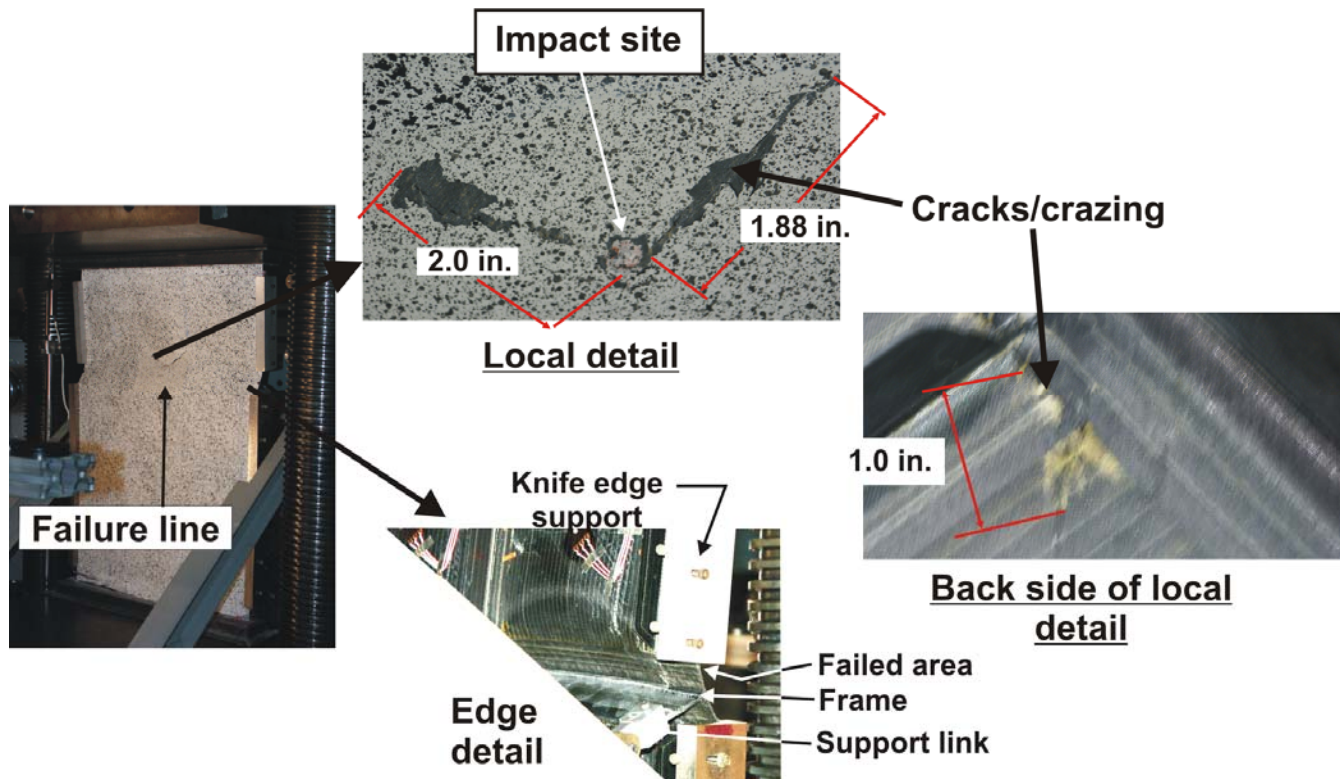 Impact site
2.0 in.
1.88 in.
Cracks/crazing
Local detail
Failure line
1.0 in.
Back side of local
detail
Knife edge
support
Failed area
Frame
Support link
Edge
detail